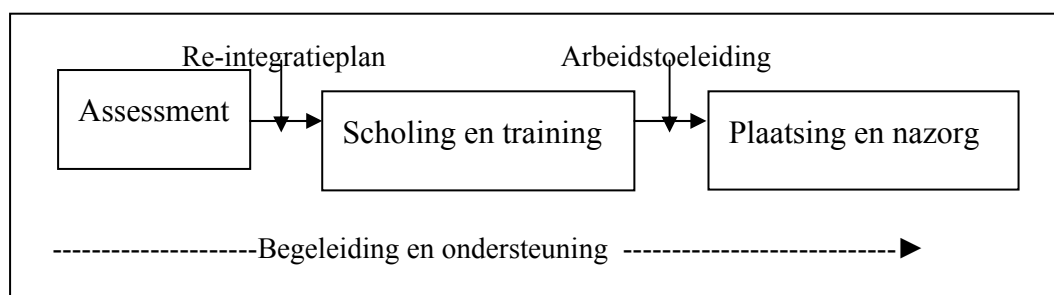 Re-integratieplan
Arbeidstoeleiding
Assessment
Scholing en training
Plaatsing en nazorg
Begeleiding en ondersteuning